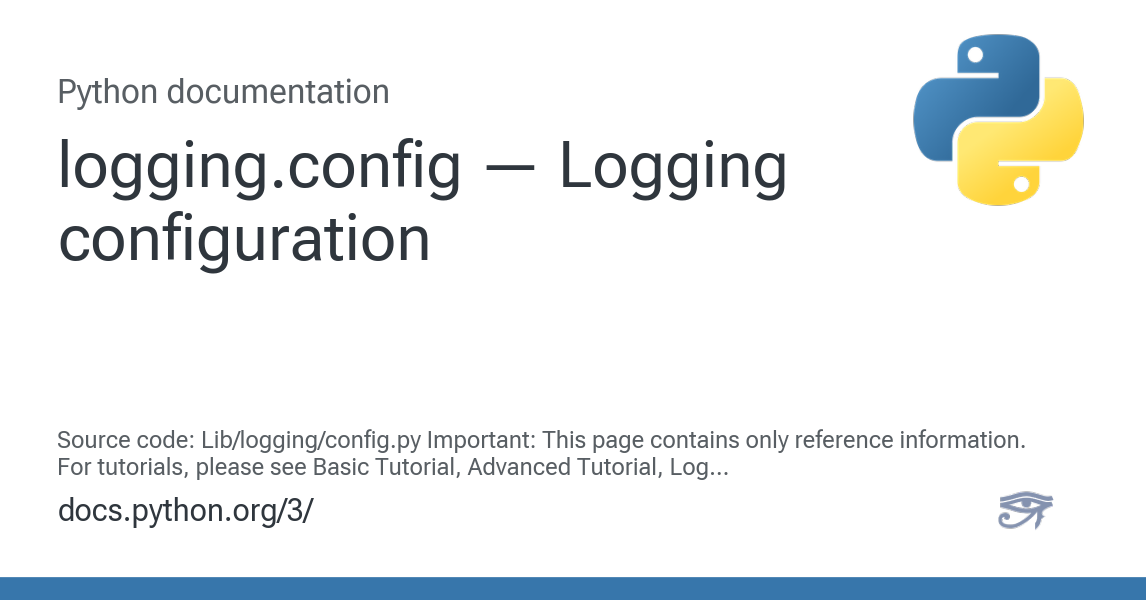 Python documentation
logging.config — Logging
configuration
Source code: Lib/logging/config.py Important: This page contains only reference information.
For tutorials, please see Basic Tutorial, Advanced Tutorial, Log...
docs.python.org/3/